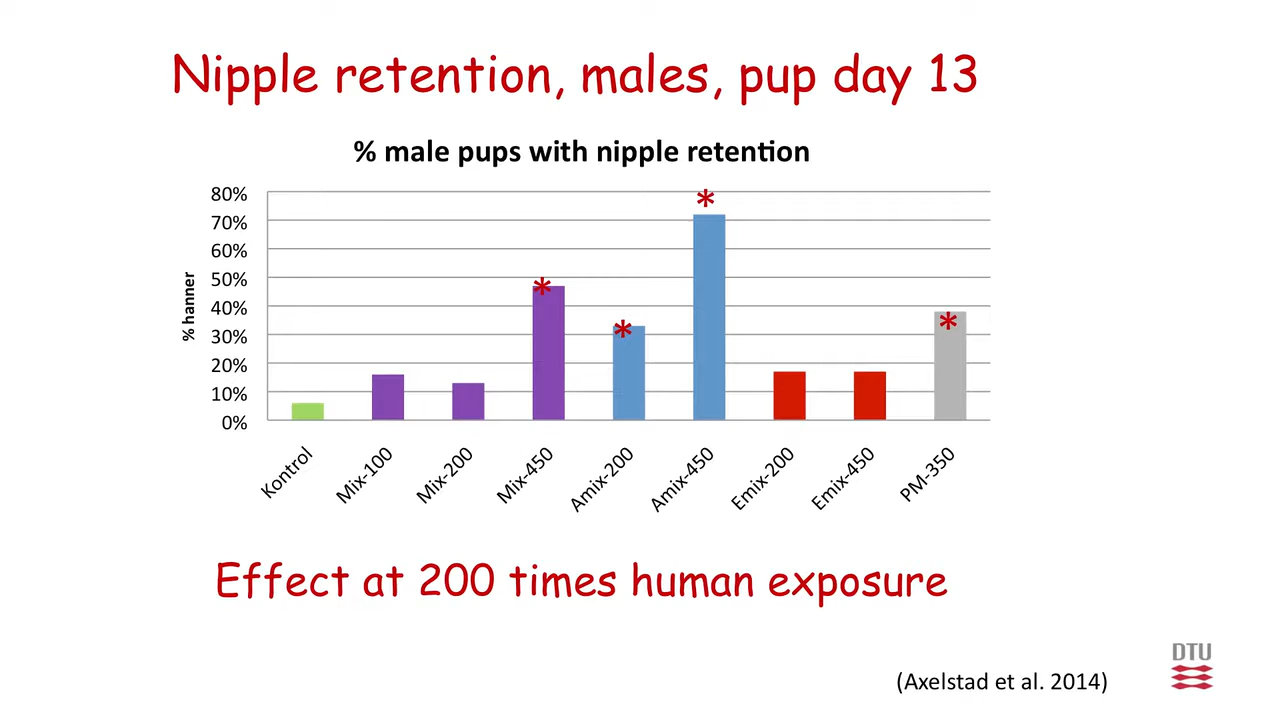 Nipple retention, males, pup day 13
% male pups with nipple retention
80%
70%
60%
50%
40%
30%
20%
10%
0%
% hanner
*
*
*
*
*
Kontrol
Mix-100
Mix-200
Mix-450
Amix-200
Amix-450
Emix-200
Emix-450
PM-350
Effect at 200 times human exposure
(Axelstad et al. 2014)
DTU